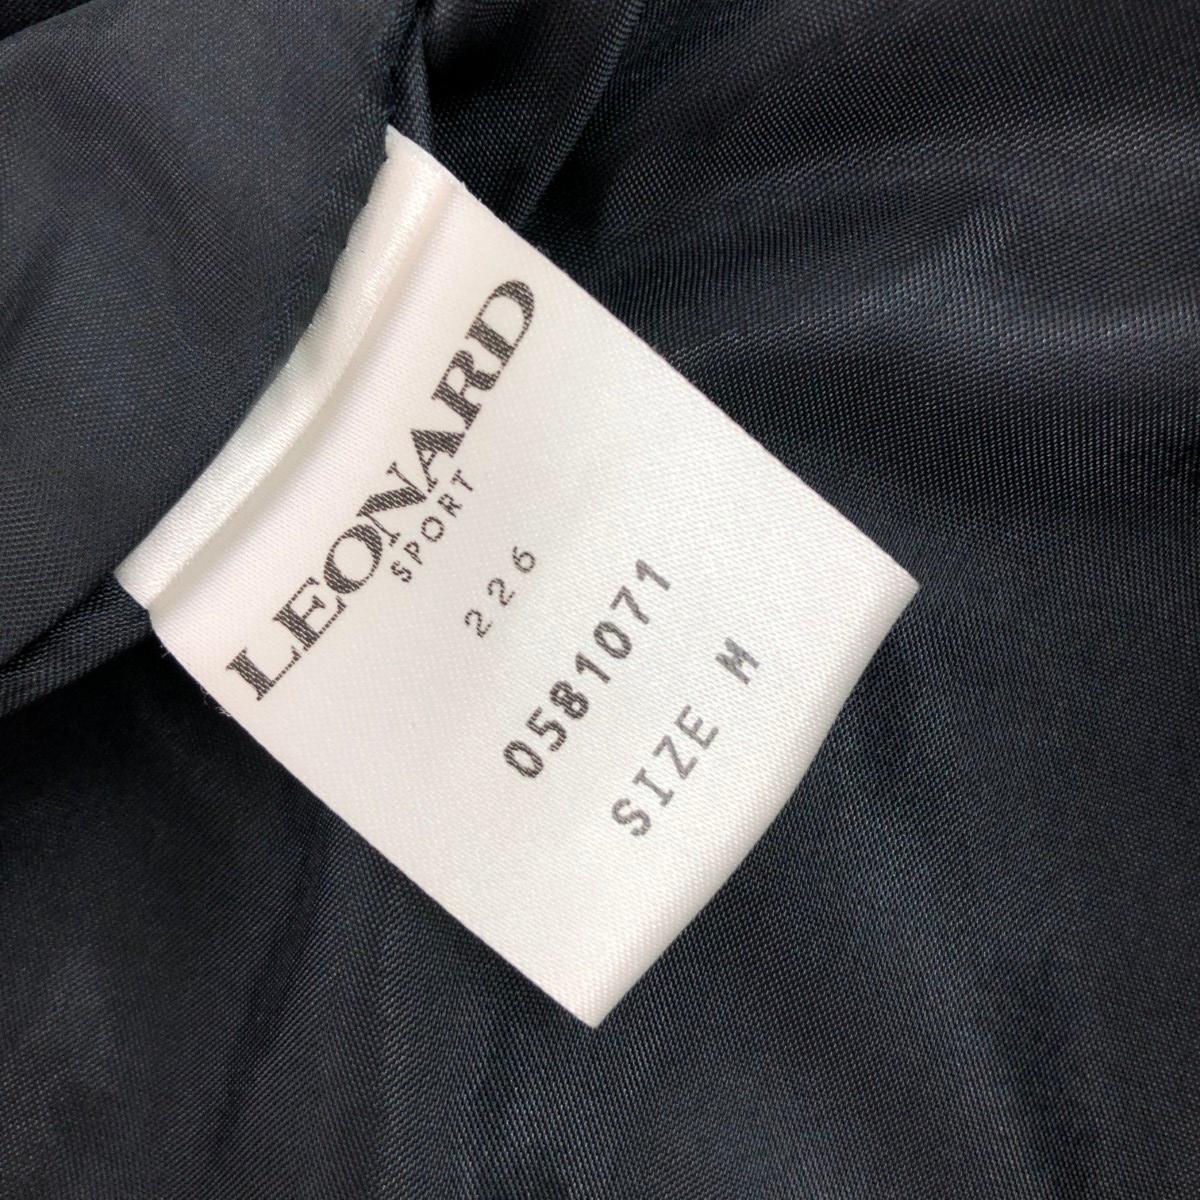 LEONARD
SPORT
226
0581071
SIZE M